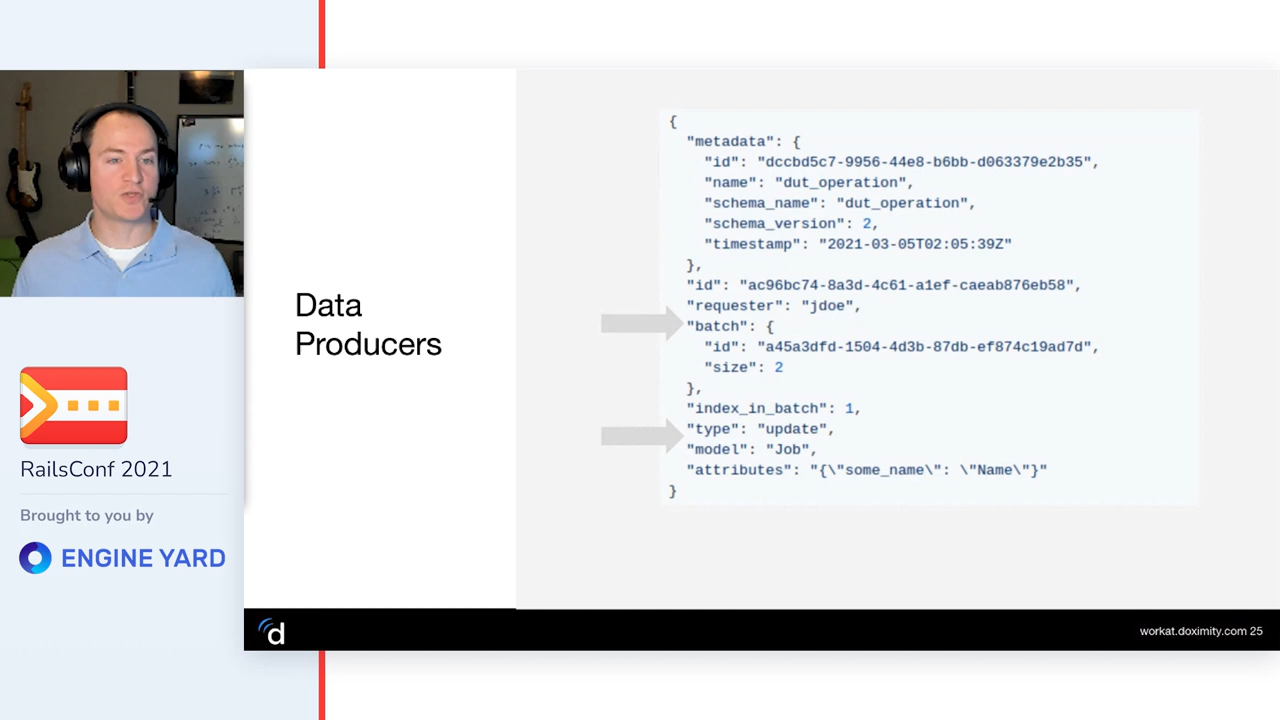 RailsConf 2021
Brought to you by
ENGINE YARD
Data
Producers
{
"metadata": {
"id": "dccbd5c7-9956-44e8-b6bb-d063379e2b35",
"name": "dut_operation",
"schema_name": "dut_operation",
"schema_version": 2,
"timestamp": "2021-03-05T02:05:39Z"
},
"id": "ac96bc74-8a3d-4c61-a1ef-caeab876eb58",
"requester": "jdoe",
"batch": {
"id": "a45a3dfd-1504-4d3b-87db-ef874c19ad7d",
"size": 2
},
"index_in_batch": 1,
"type": "update",
"model": "Job",
"attributes": "{\"some_name\": \"Name\"}"
}
d
workat.doximity.com 25